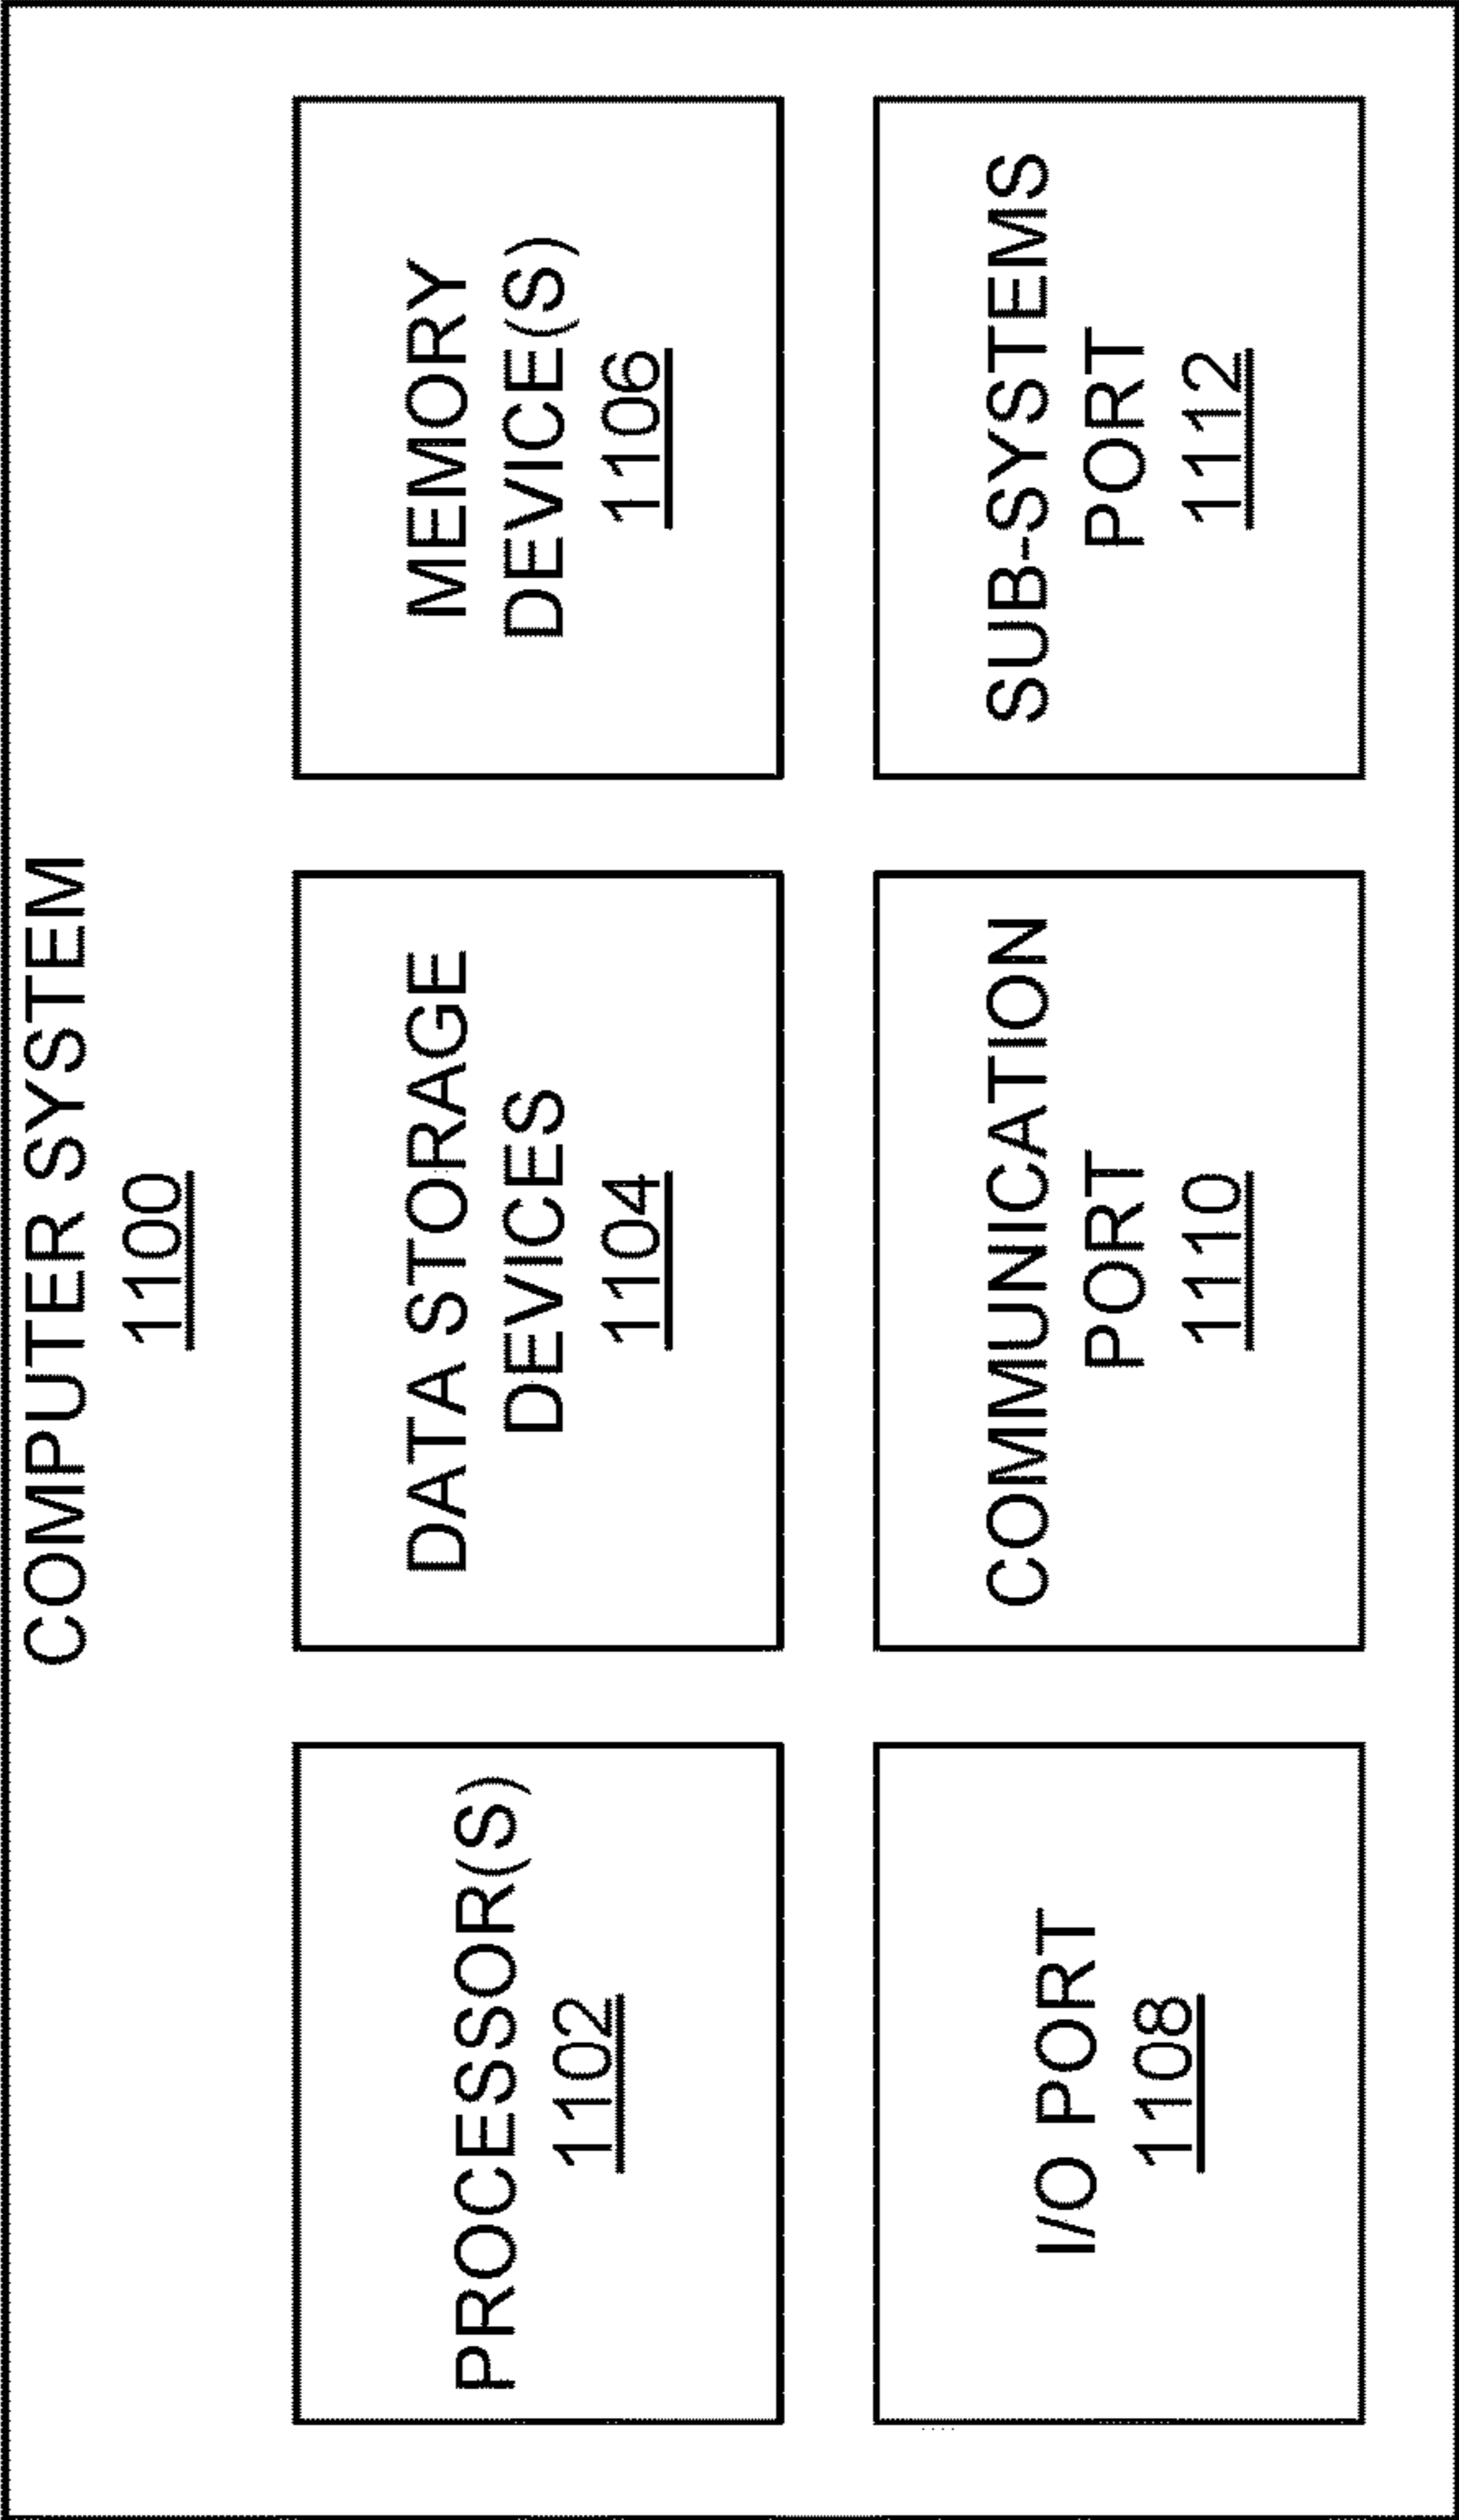 COMPUTER SYSTEM
1100
PROCESSOR(S)
1102
DATA STORAGE
DEVICES
1104
MEMORY
DEVICE(S)
1106
I/O PORT
1108
COMMUNICATION
PORT
1110
SUB-SYSTEMS
PORT
1112